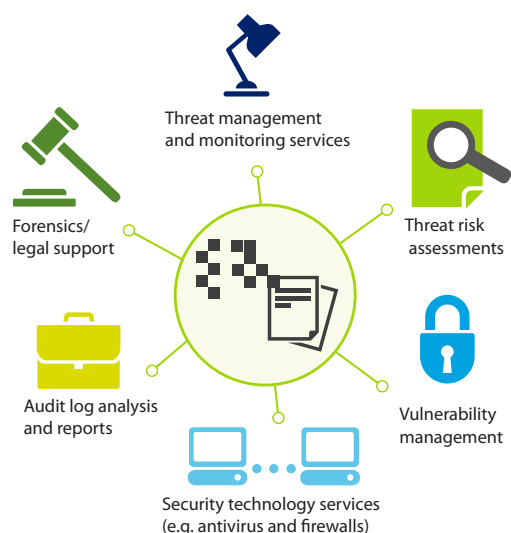 Threat management
and monitoring services
Forensics/
legal support
Threat risk
assessments
Audit log analysis
and reports
Vulnerability
management
Security technology services
(e.g. antivirus and firewalls)